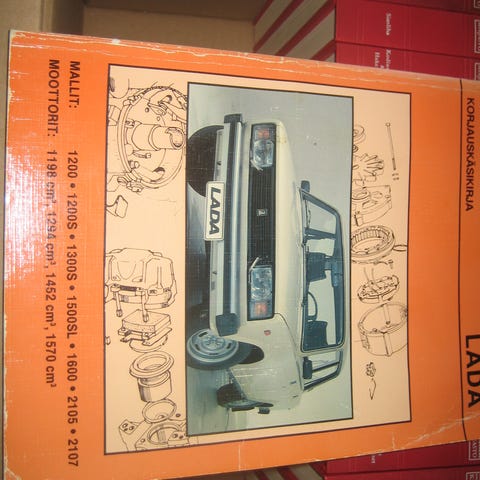 KORJAUSKÄSIKIRJA
LADA
LADA
MALLIT: 1200 • 1200S • 1300S • 1500SL • 1600 • 2105 • 2107
MOOTTORIT: 1198 cm³, 1294 cm³, 1452 cm³, 1570 cm³